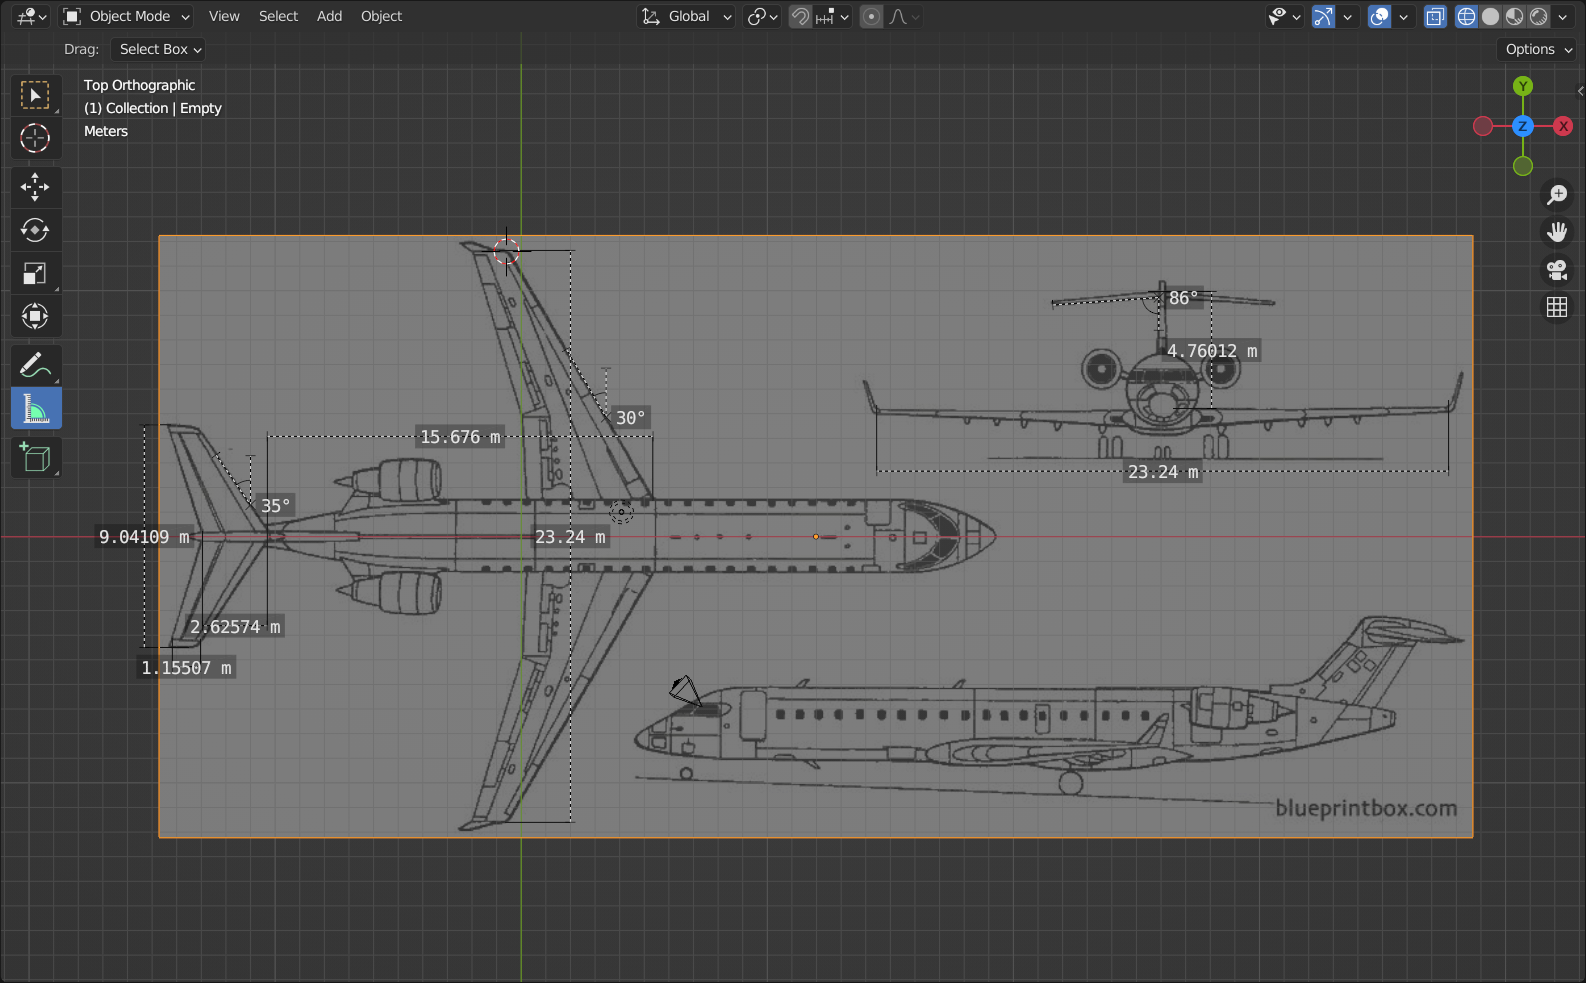 Object Mode View Select Add Object Global
Drag: Select Box Options
Top Orthographic
(1) Collection | Empty
Meters
Y
Z X
86°
4.76012 m
30°
15.676 m
23.24 m
35°
9.04109 m
23.24 m
2.62574 m
1.15507 m
blueprintbox.com